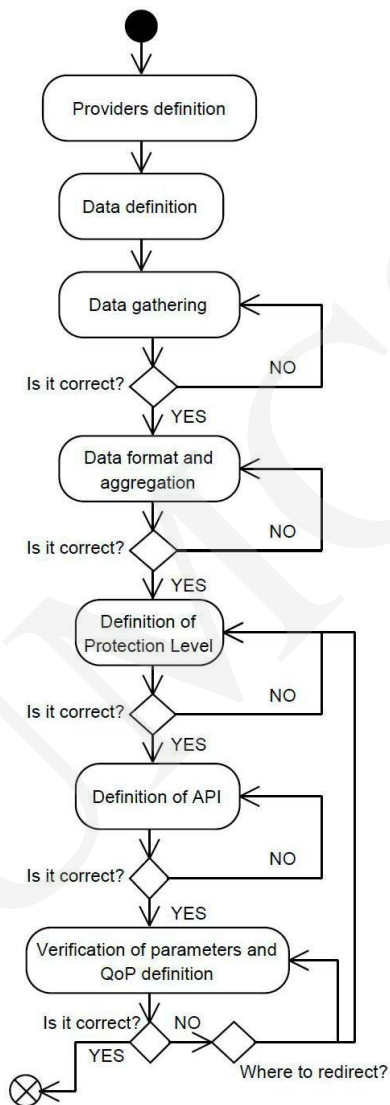 Providers definition
Data definition
Data gathering
NO
Is it correct?
YES
Data format and
aggregation
NO
Is it correct?
YES
Definition of
Protection Level
NO
Is it correct?
YES
Definition of API
NO
Is it correct?
YES
Verification of parameters and
QoP definition
Is it correct?
NO
YES
Where to redirect?